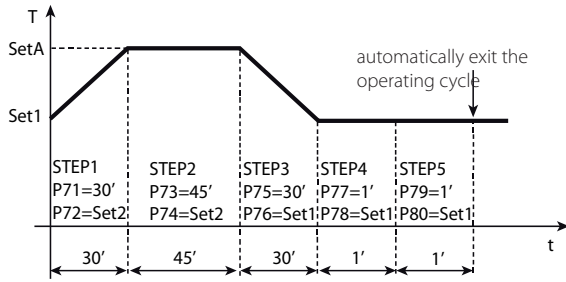 T
SetA
automatically exit the
operating cycle
Set1
STEP1
P71=30’
P72=Set2
STEP2
P73=45’
P74=Set2
STEP3
P75=30’
P76=Set1
STEP4
P77=1’
P78=Set1
STEP5
P79=1’
P80=Set1
t
30’
45’
30’
1’
1’